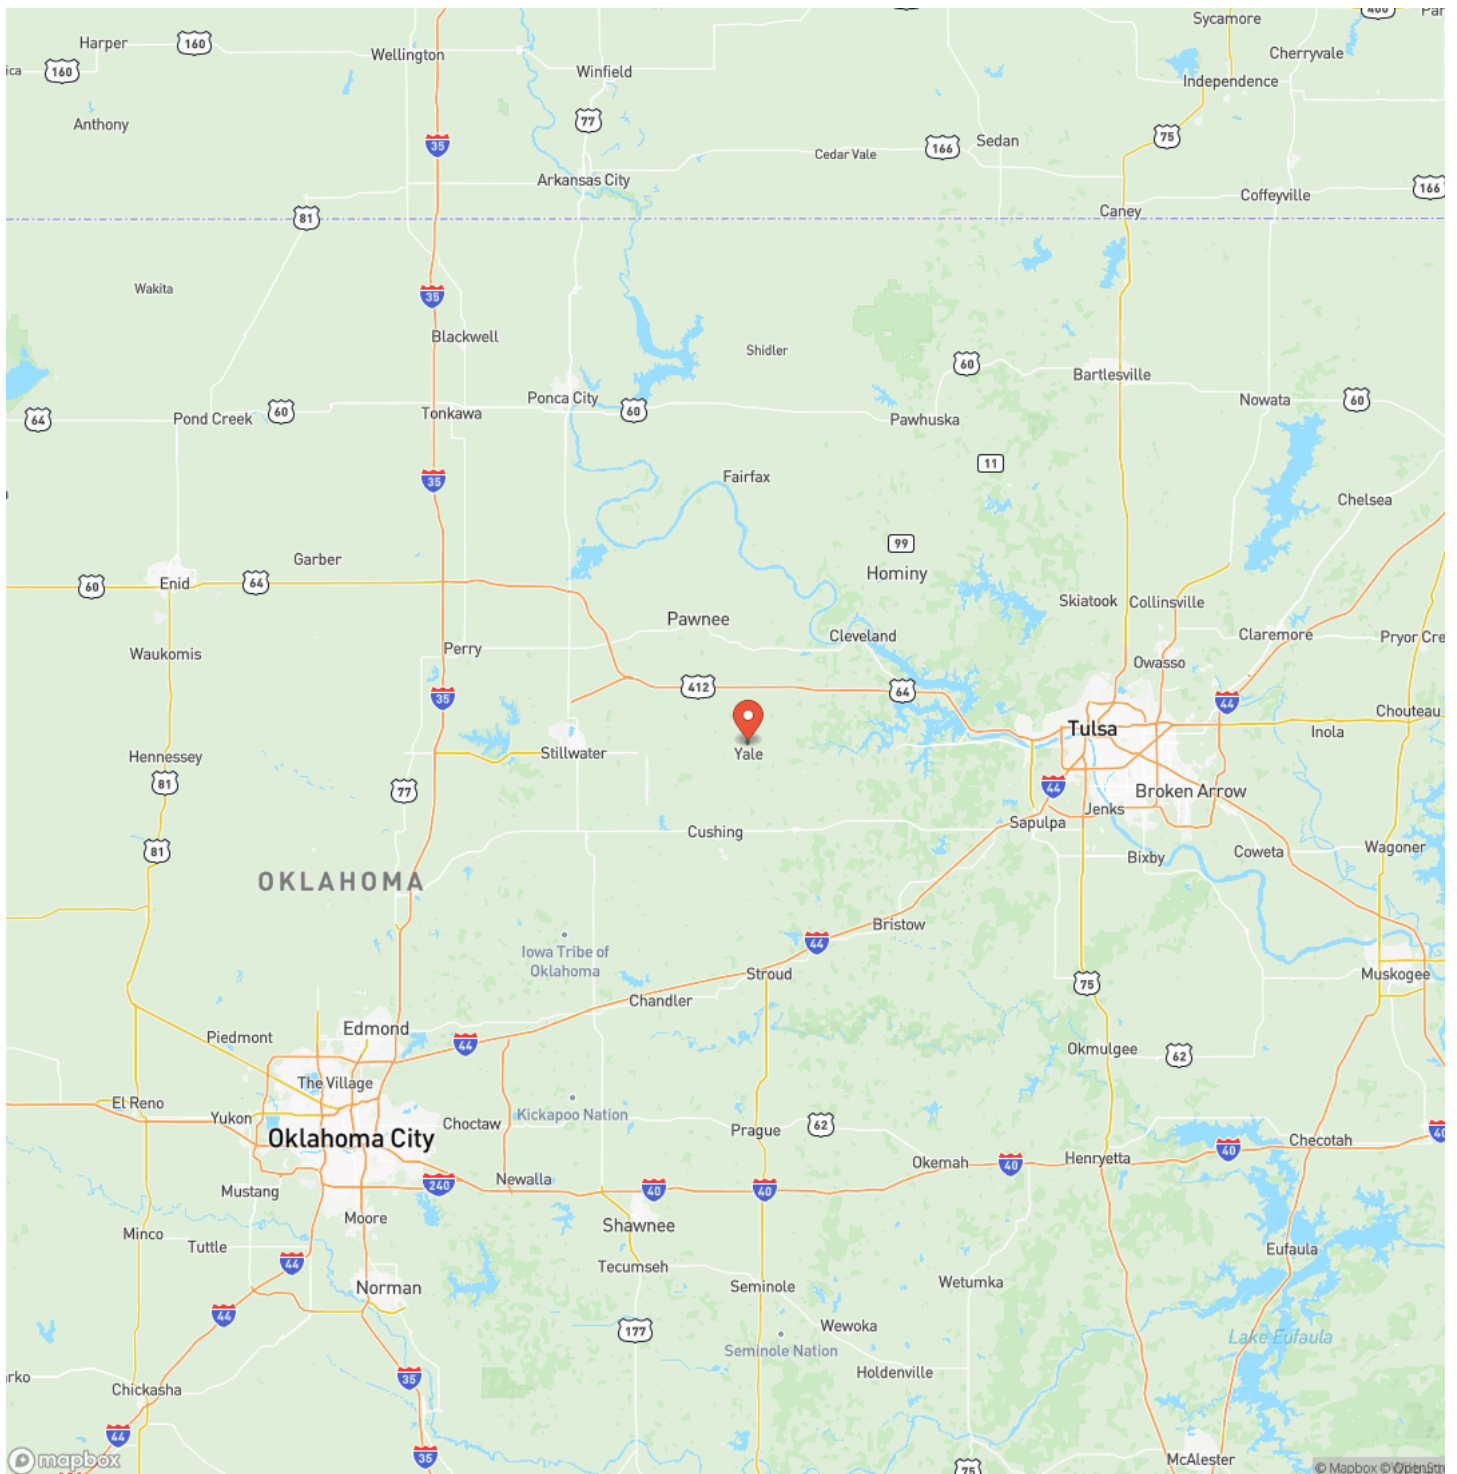 400
Sycamore
Harper
160
Wellington
Cherryvale
160
Winfield
Independence
77
Anthony
75
35
166
Sedan
Cedar Vale
Arkansas City
166
Coffeyville
Caney
81
Wakita
35
Blackwell
Shidler
60
Bartlesville
Ponca City
Nowata
60
64
Pond Creek
60
Tonkawa
60
Pawhuska
11
35
Fairfax
Chelsea
99
Garber
Hominy
60
Enid
64
Skiatook
Collinsville
Pawnee
Cleveland
Claremore
Pryor Cre
Perry
Waukomis
Owasso
412
64
35
44
Chouteau
Tulsa
Inola
Stillwater
Yale
Hennessey
81
77
44
Broken Arrow
Jenks
Sapulpa
Cushing
81
Bixby
Coweta
Wagoner
OKLAHOMA
Bristow
44
Iowa Tribe of
Oklahoma
Stroud
Muskogee
75
Chandler
Edmond
Piedmont
44
Okmulgee
62
The Village
El Reno
Yukon
Kickapoo Nation
Choctaw
62
Prague
40
Oklahoma City
Checotah
40
Okemah
40
Henryetta
Newalla
240
40
40
Mustang
Moore
Shawnee
Minco
Tuttle
44
Eufaula
Tecumseh
Norman
Seminole
Wetumka
44
177
Wewoka
Lake Eufaula
Seminole Nation
Holdenville
rko
35
Chickasha
44
35
McAlester
75
mapbox
© Mapbox